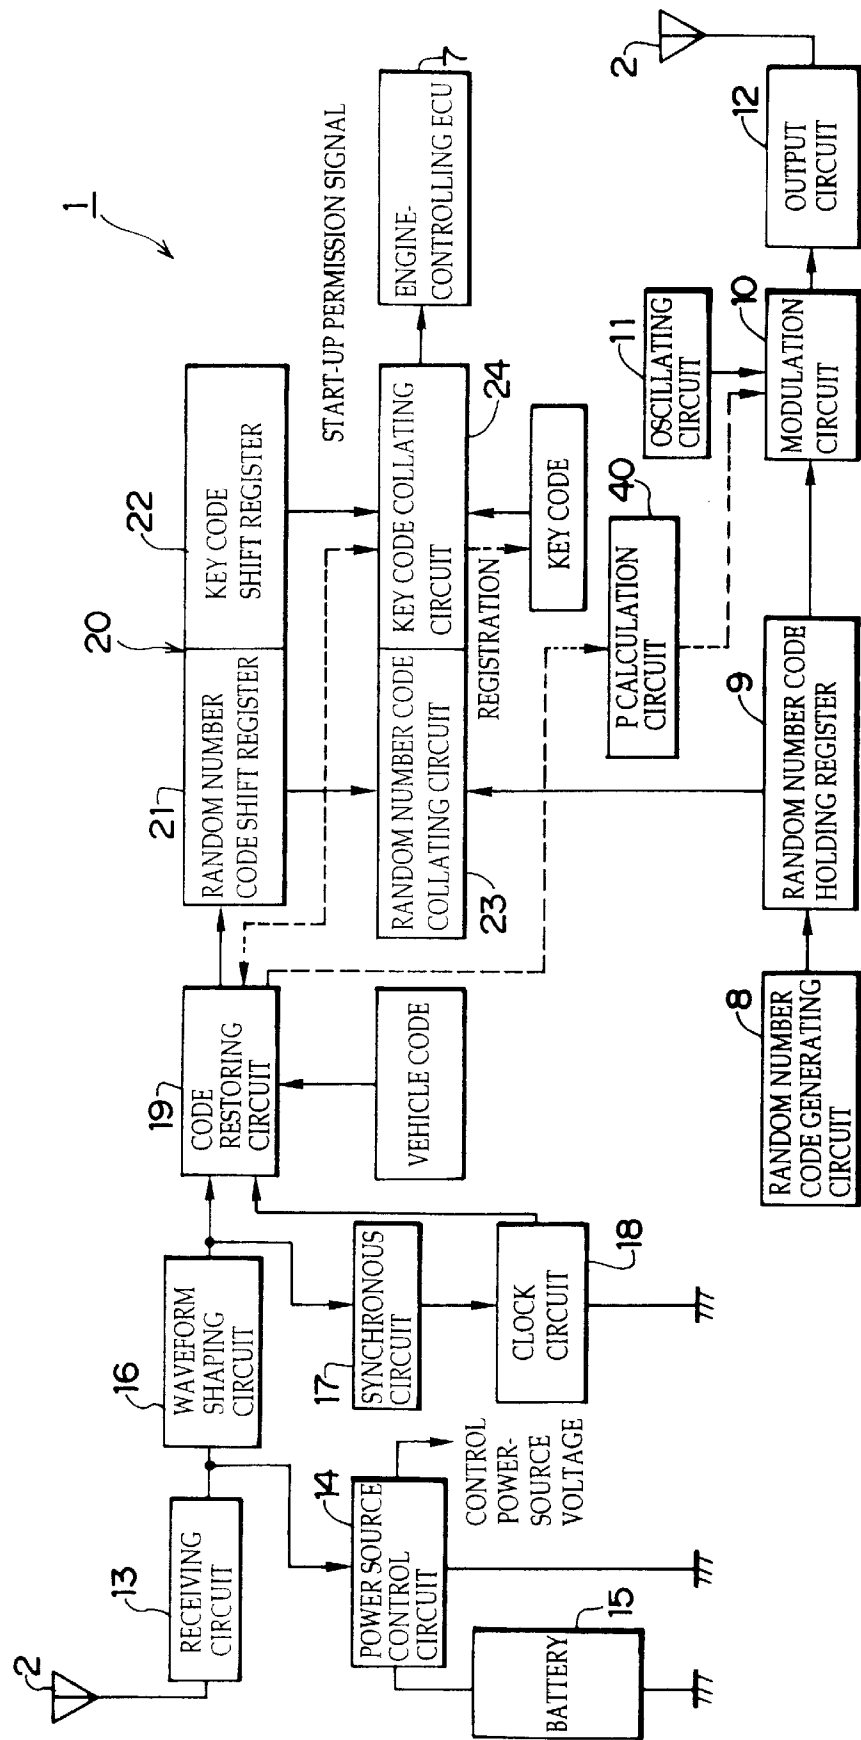 1
2
13
RECEIVING
CIRCUIT
16
WAVEFORM
SHAPING
CIRCUIT
19
CODE
RESTORING
CIRCUIT
20
21
RANDOM NUMBER
CODE SHIFT REGISTER
22
KEY CODE
SHIFT REGISTER
START-UP PERMISSION SIGNAL
14
POWER SOURCE
CONTROL
CIRCUIT
CONTROL
POWER-
SOURCE
VOLTAGE
15
BATTERY
17
SYNCHRONOUS
CIRCUIT
18
CLOCK
CIRCUIT
VEHICLE CODE
23
RANDOM NUMBER CODE
COLLATING CIRCUIT
24
KEY CODE COLLATING
CIRCUIT
7
ENGINE-
CONTROLLING ECU
REGISTRATION
KEY CODE
40
P CALCULATION
CIRCUIT
11
OSCILLATING
CIRCUIT
8
RANDOM NUMBER
CODE GENERATING
CIRCUIT
9
RANDOM NUMBER CODE
HOLDING REGISTER
10
MODULATION
CIRCUIT
12
OUTPUT
CIRCUIT
2